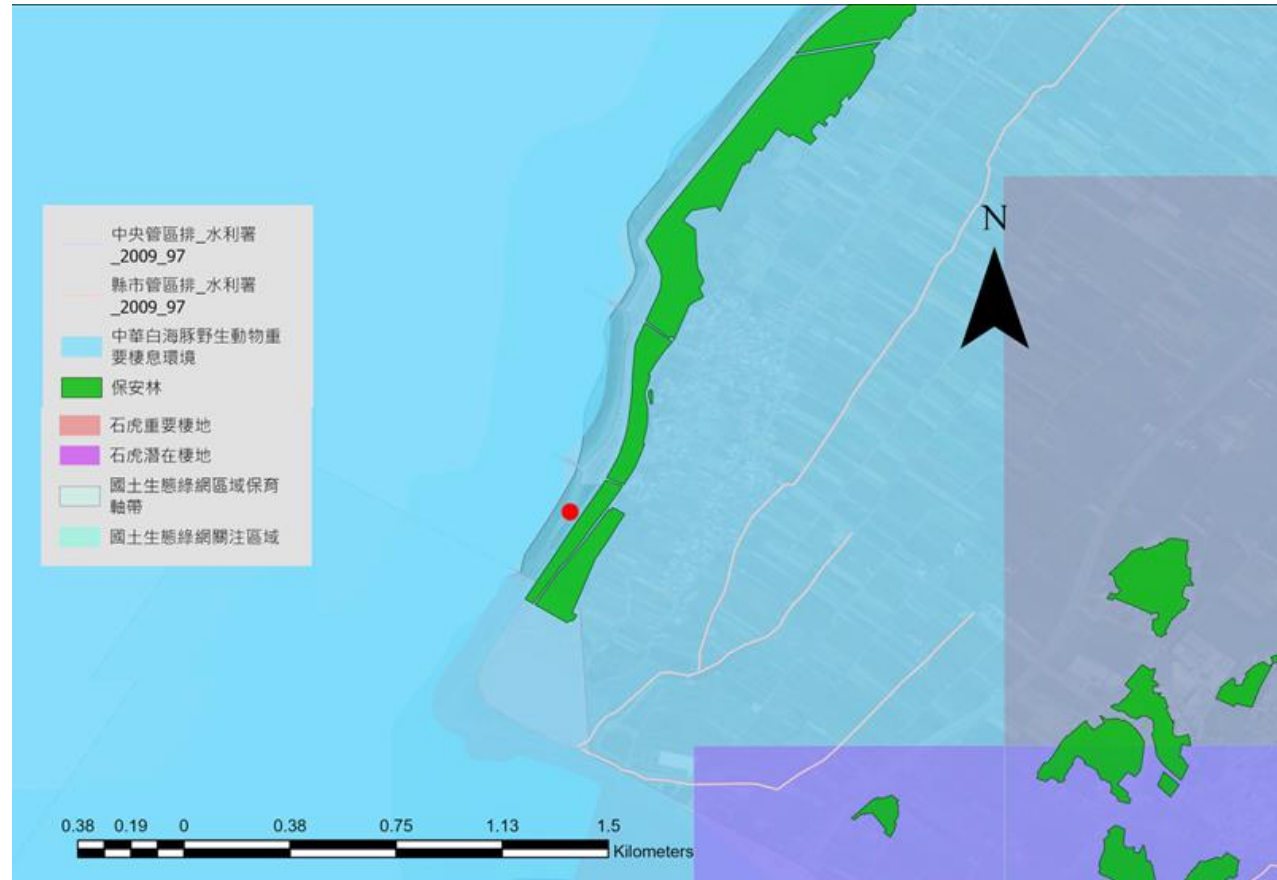 中央管區排_水利署
_2009_97
縣市管區排_水利署
_2009_97
中華白海豚野生動物重
要棲息環境
保安林
石虎重要棲地
石虎潛在棲地
國土生態綠網區域保育
軸帶
國土生態綠網關注區域
N
0.38 0.19 0 0.38 0.75 1.13 1.5
Kilometers